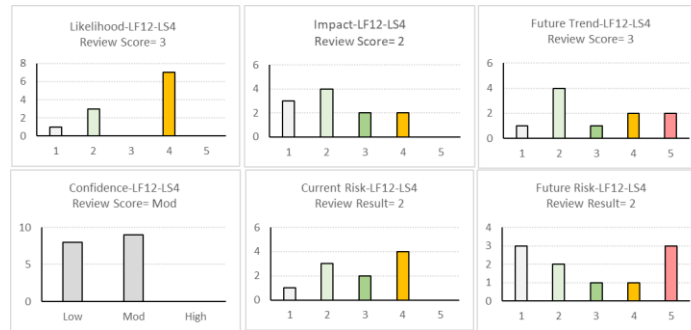 Likelihood-LF12-LS4
Review Score= 3
8
6
4
2
0
1 2 3 4 5
Impact-LF12-LS4
Review Score= 2
6
4
2
0
1 2 3 4 5
Future Trend-LF12-LS4
Review Score= 3
6
4
2
0
1 2 3 4 5
Confidence-LF12-LS4
Review Score= Mod
10
5
0
Low Mod High
Current Risk-LF12-LS4
Review Result= 2
6
4
2
0
1 2 3 4 5
Future Risk-LF12-LS4
Review Result= 2
4
3
2
1
0
1 2 3 4 5